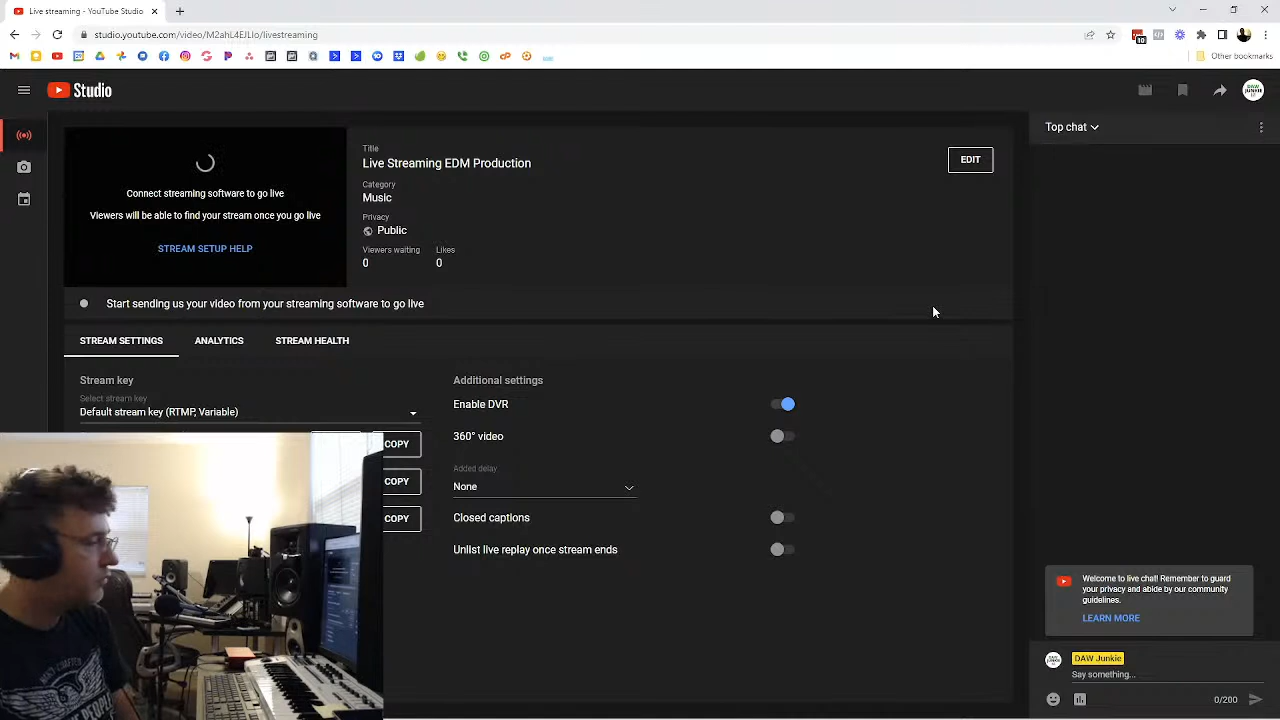 Live streaming - YouTube Studio
studio.youtube.com/video/M2ahL4EJLIo/livestreaming
10
Other bookmarks
Studio
Top chat
Connect streaming software to go live
Viewers will be able to find your stream once you go live
STREAM SETUP HELP
Title
Live Streaming EDM Production
EDIT
Category
Music
Privacy
Public
Viewers waiting Likes
0 0
Start sending us your video from your streaming software to go live
STREAM SETTINGS ANALYTICS STREAM HEALTH
Stream key
Select stream key
Default stream key (RTMP, Variable)
COPY
COPY
COPY
Additional settings
Enable DVR
360° video
Added delay
None
Closed captions
Unlist live replay once stream ends
Welcome to live chat! Remember to guard
your privacy and abide by our community
guidelines.
LEARN MORE
DAW Junkie
Say something...
0/200